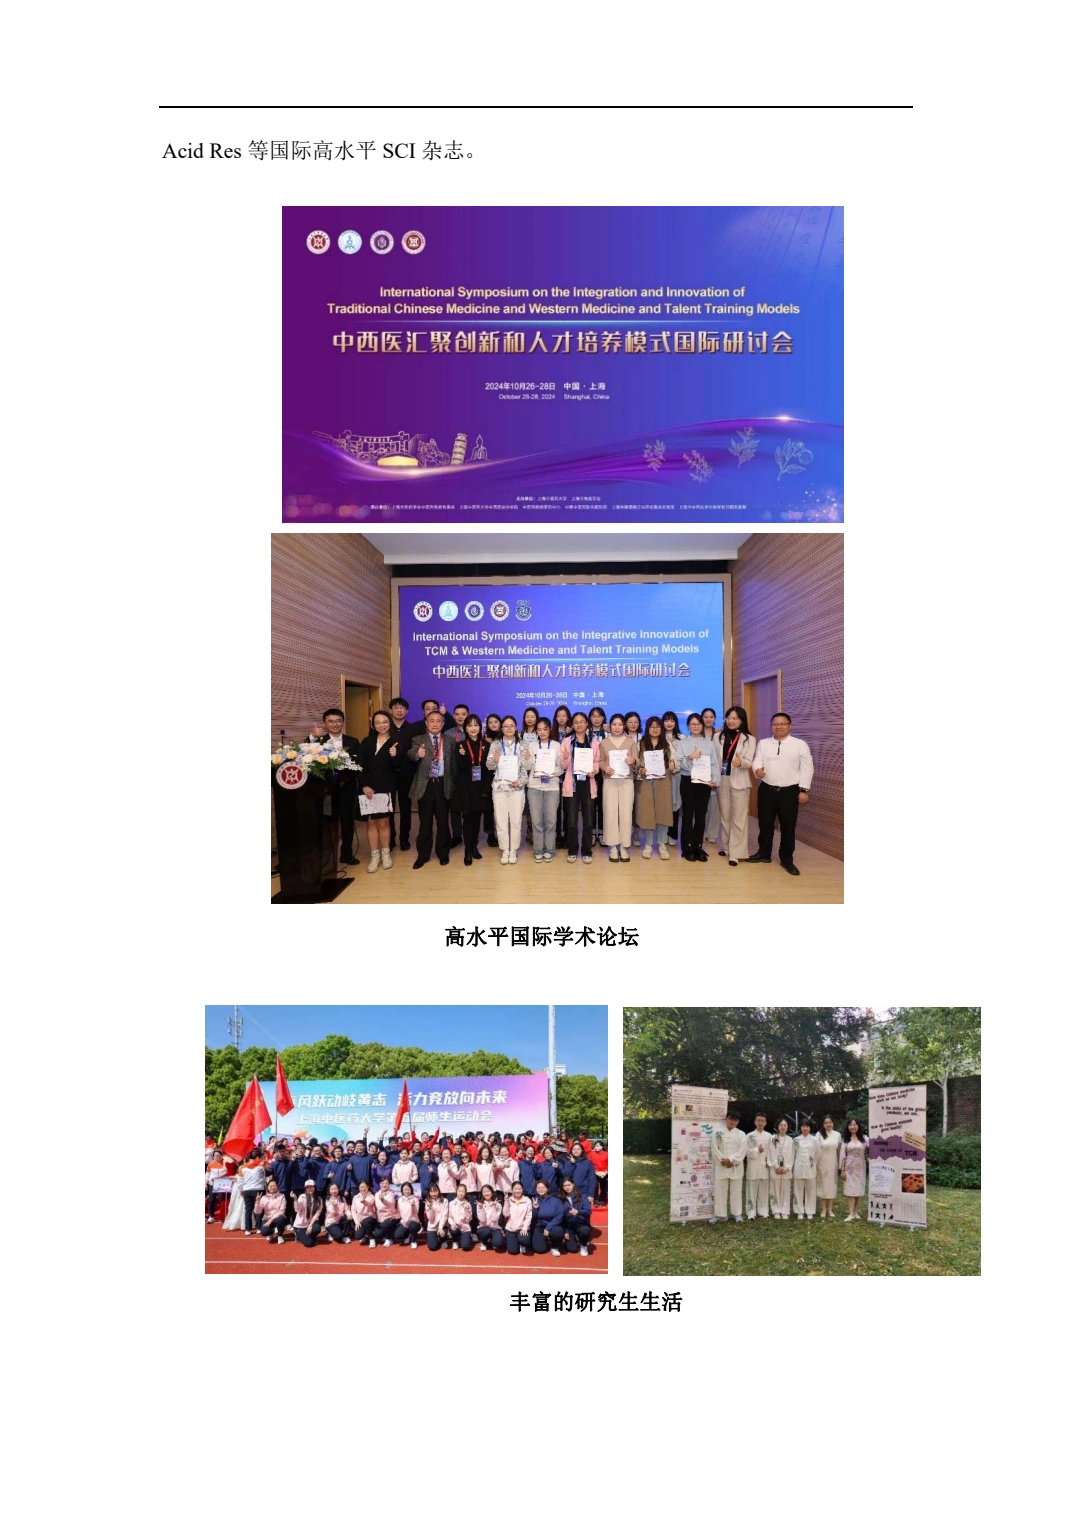 Acid Res 等国际高水平 SCI 杂志。
International Symposium on the Integration and Innovation of
Traditional Chinese Medicine and Western Medicine and Talent Training Models
中西医汇聚创新和人才培养模式国际研讨会
2024年10月26-28日 中国·上海
October 26-28, 2024 Shanghai, China
International Symposium on the Integrative Innovation of
TCM & Western Medicine and Talent Training Models
中西医汇聚创新和人才培养模式国际研讨会
2024年10月26-28日 中国·上海
高水平国际学术论坛
风跃动岐黄志 活力竞放向未来
上海中医药大学第 届师生运动会
TCM
丰富的研究生生活